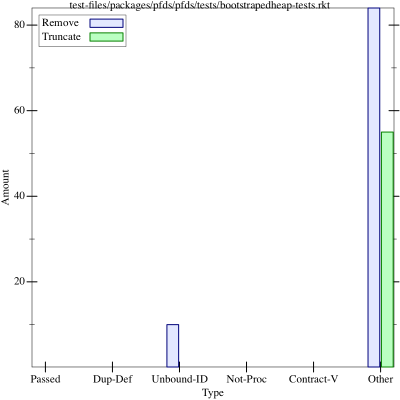 test-files/packages/pfds/pfds/tests/bootstrapedheap-tests.rkt
Remove
Truncate
80
60
40
20
Amount
Passed Dup-Def Unbound-ID Not-Proc Contract-V Other
Type